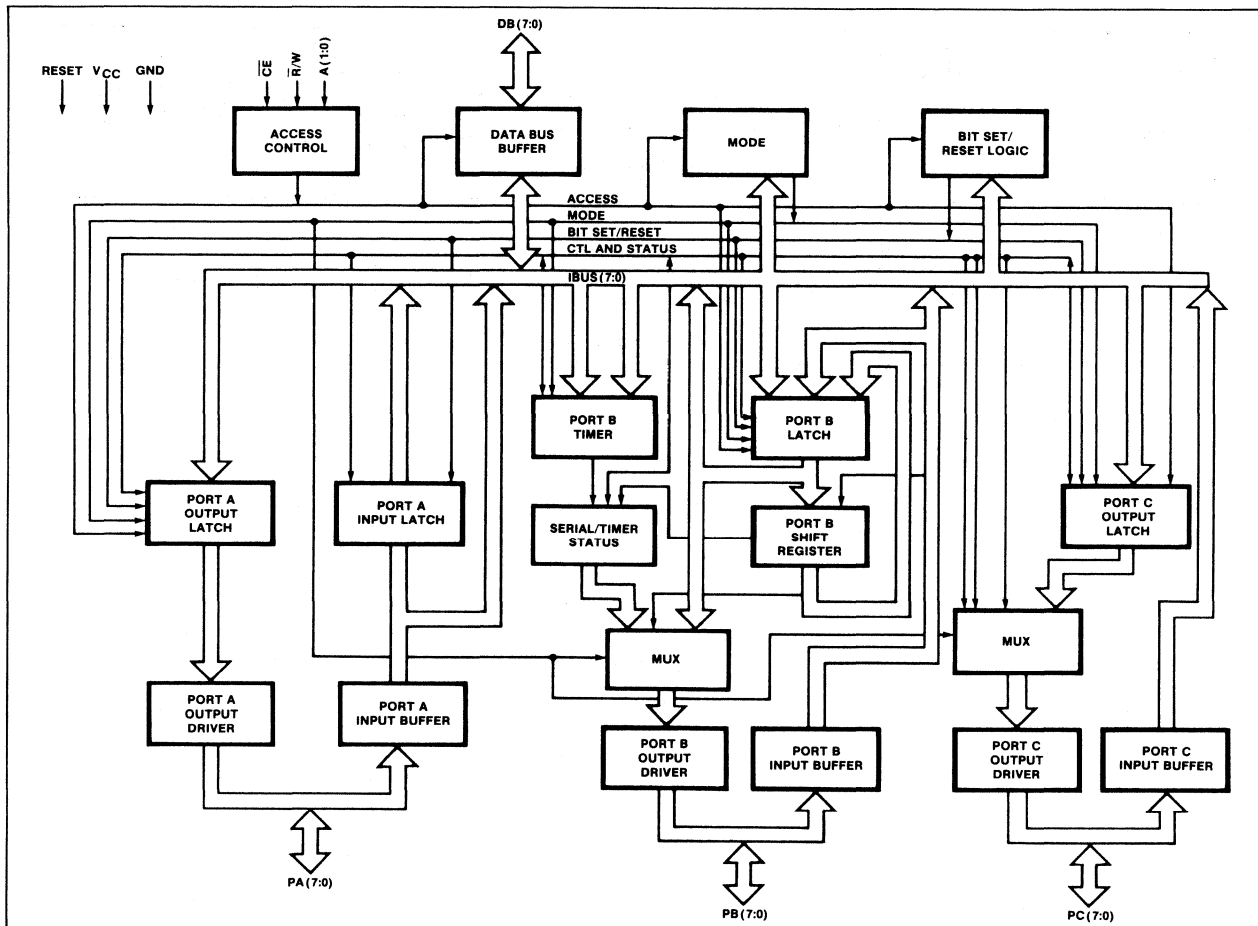 DB (7:0)
RESET VCC GND CE R/W A (1:0)
ACCESS
CONTROL
DATA BUS
BUFFER
MODE
BIT SET/
RESET LOGIC
ACCESS
MODE
BIT SET/RESET
CTL AND STATUS
IBUS (7:0)
PORT B
TIMER
PORT B
LATCH
PORT A
OUTPUT
LATCH
PORT A
INPUT LATCH
SERIAL/TIMER
STATUS
PORT B
SHIFT
REGISTER
PORT C
OUTPUT
LATCH
MUX
MUX
PORT A
OUTPUT
DRIVER
PORT A
INPUT BUFFER
PORT B
OUTPUT
DRIVER
PORT B
INPUT BUFFER
PORT C
OUTPUT
DRIVER
PORT C
INPUT BUFFER
PA (7:0)
PB (7:0)
PC (7:0)